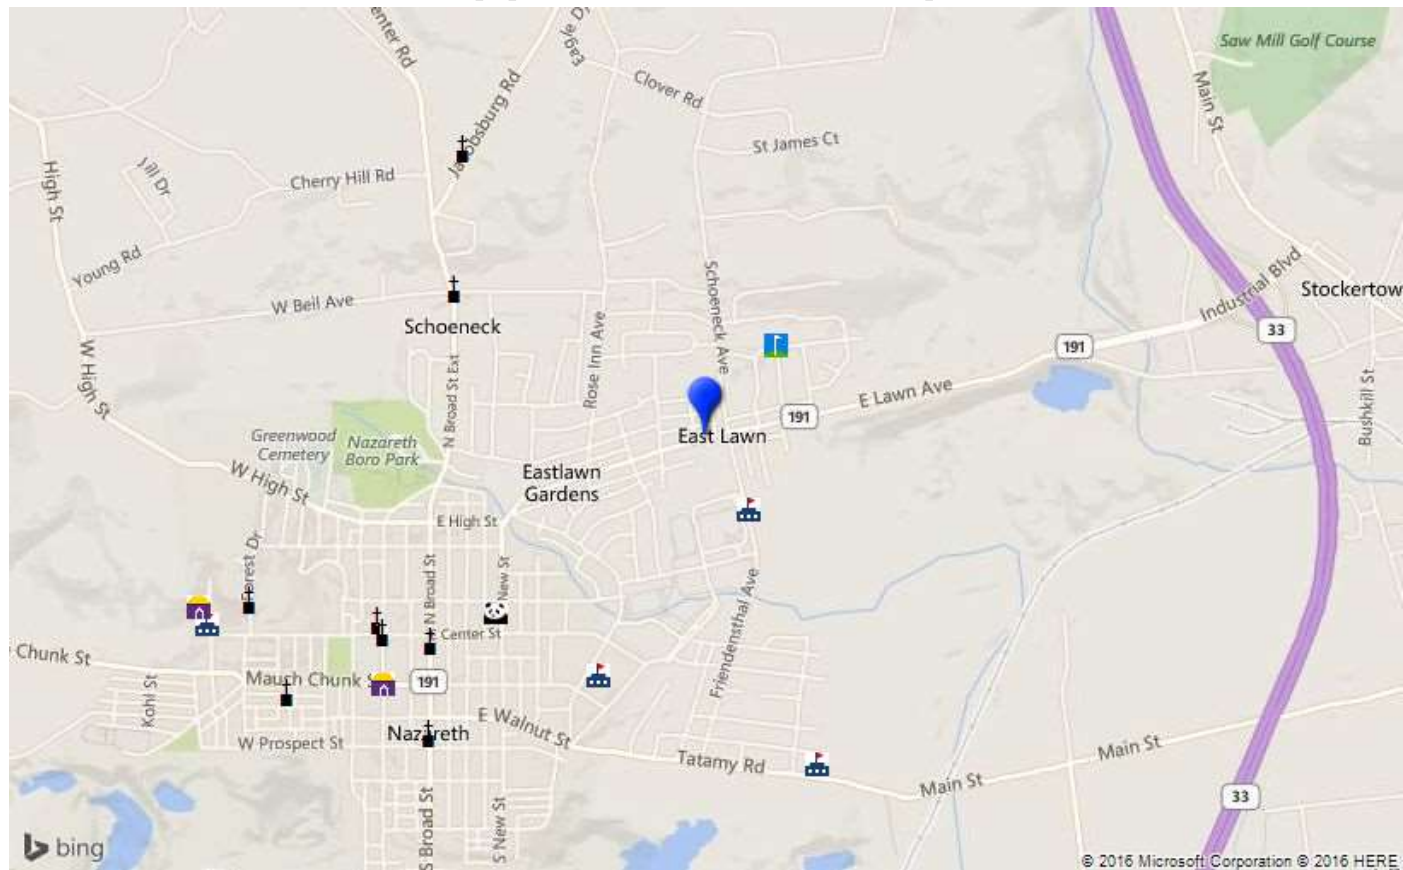 enter Rd
Eagle D
Saw Mill Golf Course
Clover Rd
Main St
Jacobsburg Rd
St James Ct
Jill Dr
Cherry Hill Rd
High St
Young Rd
Schoeneck Ave
Industrial Blvd
W Beil Ave
Stockertow
Schoeneck
33
191
W High St
N Broad St Ext
Rose Inn Ave
E Lawn Ave
191
Bushkill St
East Lawn
Greenwood
Cemetery
Nazareth
Boro Park
Eastlawn
Gardens
W High St
E High St
Forest Dr
N Broad St
New St
Friendensthal Ave
E Center St
Chunk St
Mauch Chunk S
191
Kohl St
Nazareth
E Walnut St
W Prospect St
Tatamy Rd
Main St
Main St
33
S Broad St
S New St
bing
© 2016 Microsoft Corporation © 2016 HERE